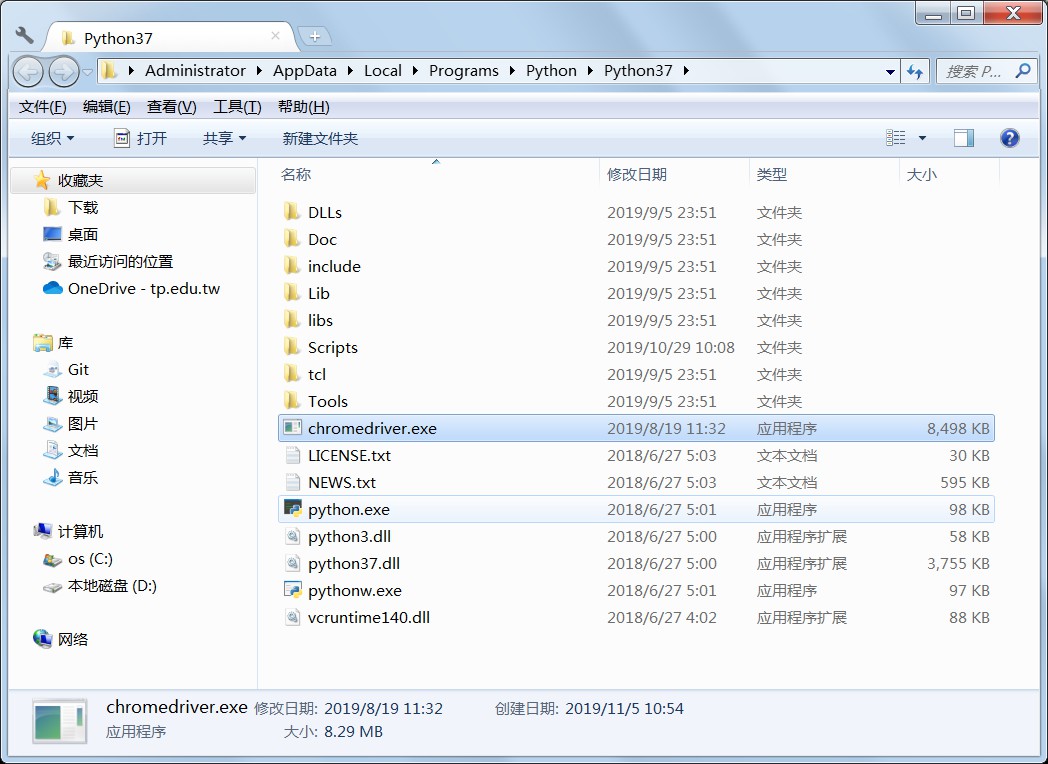 Python37
Administrator AppData Local Programs Python Python37 搜索 P...
文件(F) 编辑(E) 查看(V) 工具(T) 帮助(H)
组织 打开 共享 新建文件夹
收藏夹
下载
桌面
最近访问的位置
OneDrive - tp.edu.tw
库
Git
视频
图片
文档
音乐
计算机
os (C:)
本地磁盘 (D:)
网络
名称 修改日期 类型 大小
DLLs 2019/9/5 23:51 文件夹
Doc 2019/9/5 23:51 文件夹
include 2019/9/5 23:51 文件夹
Lib 2019/9/5 23:51 文件夹
libs 2019/9/5 23:51 文件夹
Scripts 2019/10/29 10:08 文件夹
tcl 2019/9/5 23:51 文件夹
Tools 2019/9/5 23:51 文件夹
chromedriver.exe 2019/8/19 11:32 应用程序 8,498 KB
LICENSE.txt 2018/6/27 5:03 文本文档 30 KB
NEWS.txt 2018/6/27 5:03 文本文档 595 KB
python.exe 2018/6/27 5:01 应用程序 98 KB
python3.dll 2018/6/27 5:00 应用程序扩展 58 KB
python37.dll 2018/6/27 5:00 应用程序扩展 3,755 KB
pythonw.exe 2018/6/27 5:01 应用程序 97 KB
vcruntime140.dll 2018/6/27 4:02 应用程序扩展 88 KB
chromedriver.exe 修改日期: 2019/8/19 11:32 创建日期: 2019/11/5 10:54
应用程序 大小: 8.29 MB